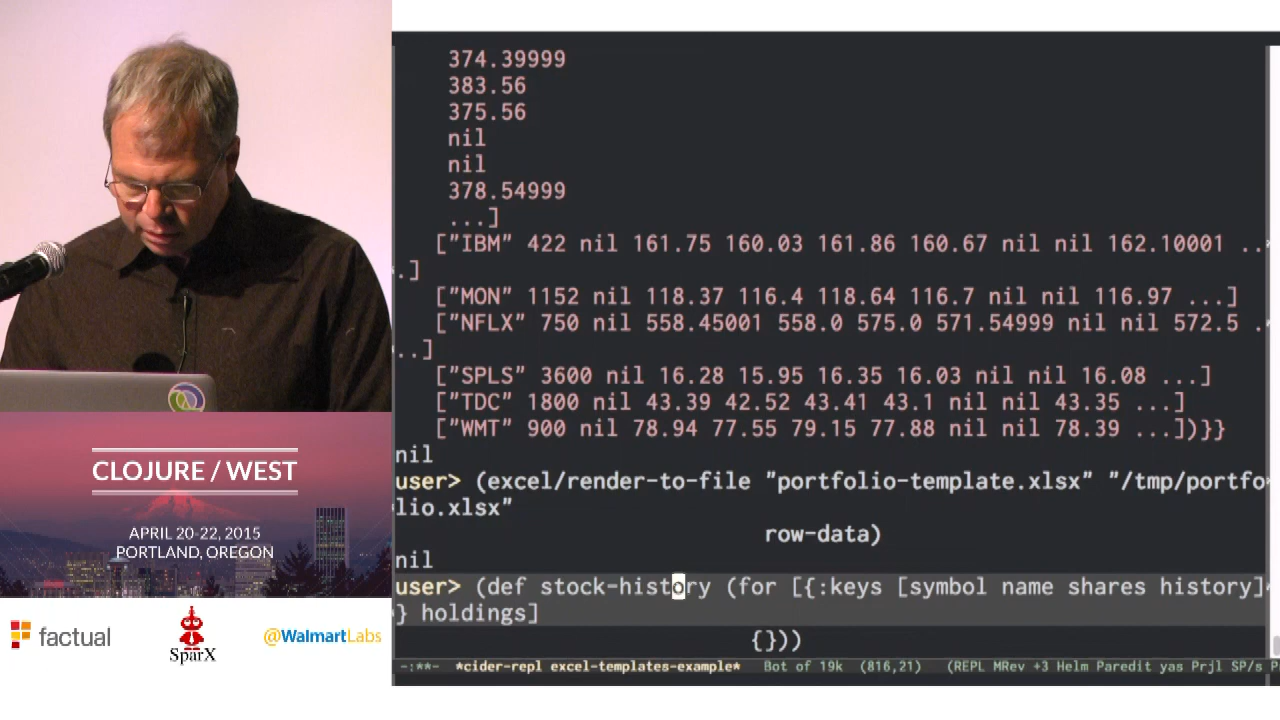 374.39999
383.56
375.56
nil
nil
378.54999
...]
["IBM" 422 nil 161.75 160.03 161.86 160.67 nil nil 162.10001 ..
.]
["MON" 1152 nil 118.37 116.4 118.64 116.7 nil nil 116.97 ...]
["NFLX" 750 nil 558.45001 558.0 575.0 571.54999 nil nil 572.5 .
..]
["SPLS" 3600 nil 16.28 15.95 16.35 16.03 nil nil 16.08 ...]
["TDC" 1800 nil 43.39 42.52 43.41 43.1 nil nil 43.35 ...]
["WMT" 900 nil 78.94 77.55 79.15 77.88 nil nil 78.39 ...])}}
nil
user> (excel/render-to-file "portfolio-template.xlsx" "/tmp/portfo
lio.xlsx"
row-data)
nil
user> (def stock-history (for [{:keys [symbol name shares history]
} holdings]
{}))
-:**- *cider-repl excel-templates-example* Bot of 19k (816,21) (REPL MRev +3 Helm Paredit yas Prjl SP/s
CLOJURE / WEST
APRIL 20-22, 2015
PORTLAND, OREGON
factual
SparX
@WalmartLabs